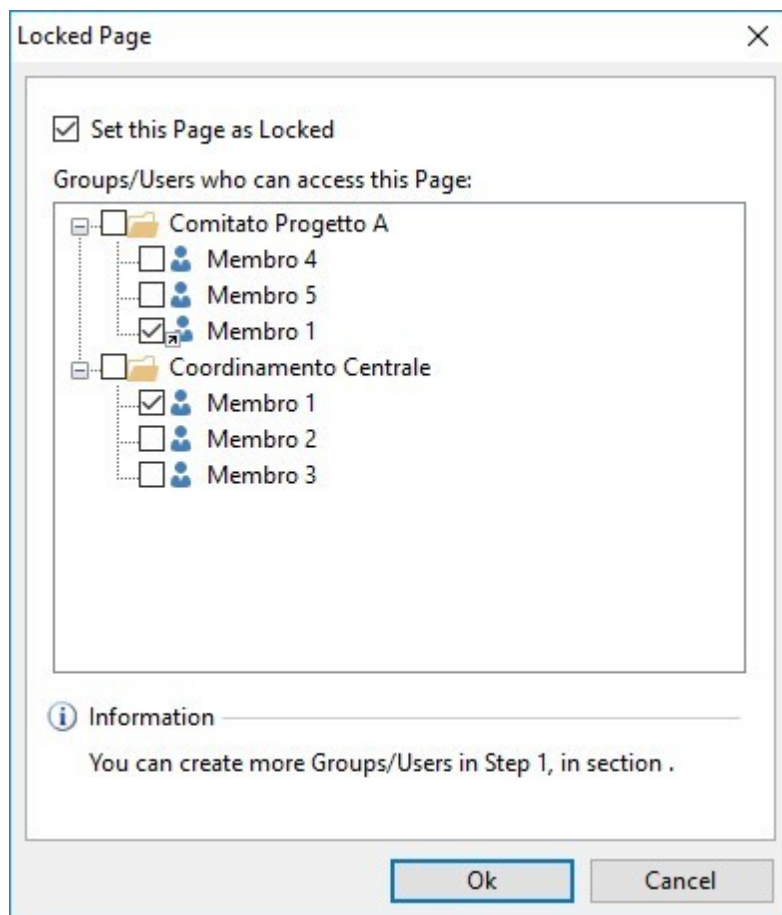 Locked Page
Set this Page as Locked
Groups/Users who can access this Page:
Comitato Progetto A
Membro 4
Membro 5
Membro 1
Coordinamento Centrale
Membro 1
Membro 2
Membro 3
Information
You can create more Groups/Users in Step 1, in section .
Ok Cancel